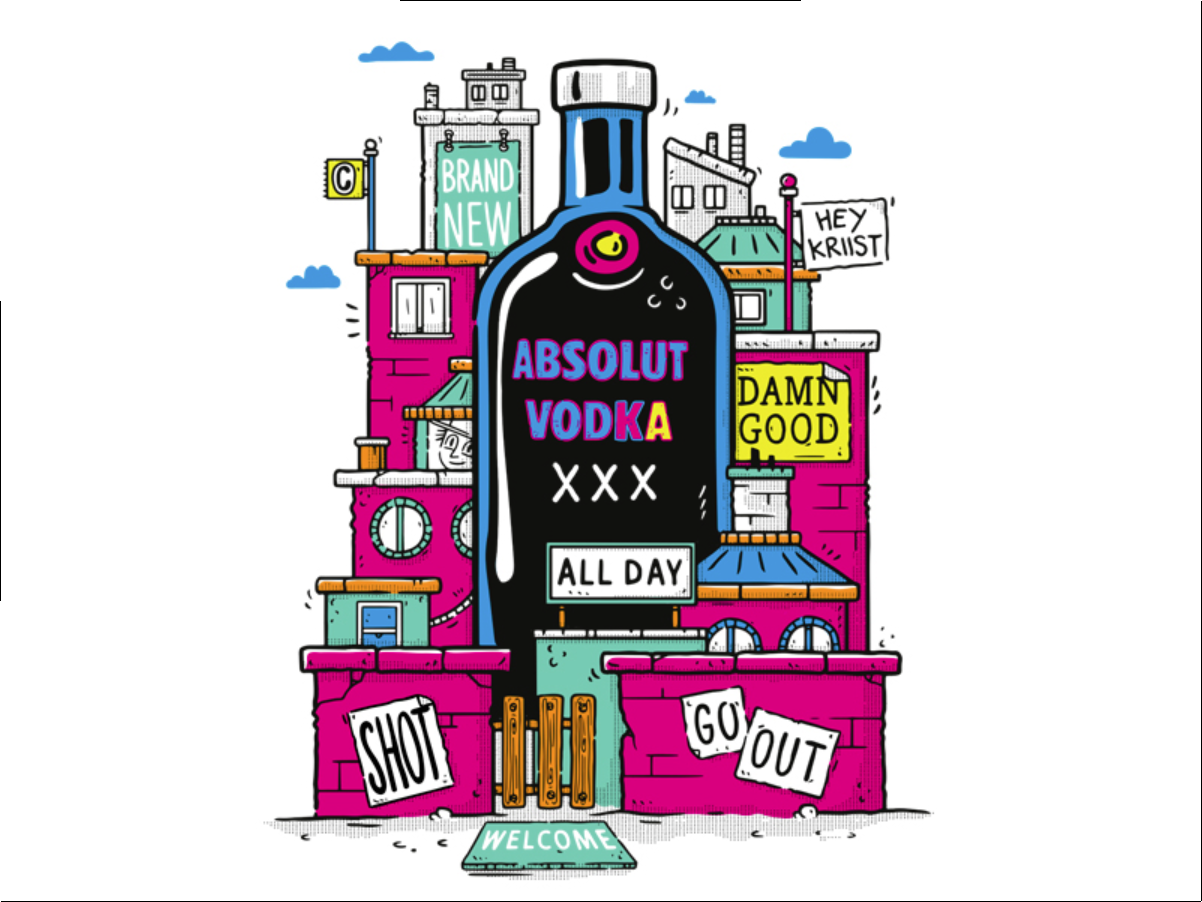 C
BRAND
NEW
HEY
KRIIST
ABSOLUT
VODKA
XXX
DAMN
GOOD
ALL DAY
SHOT
GO
OUT
WELCOME